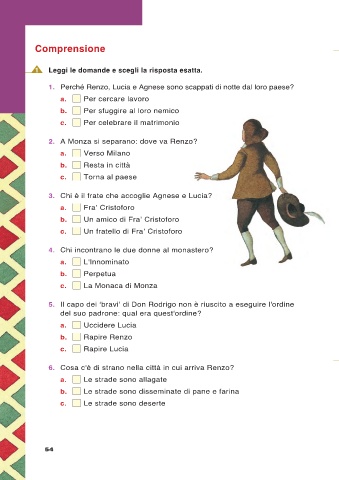 Comprensione
Leggi le domande e scegli la risposta esatta.
1. Perché Renzo, Lucia e Agnese sono scappati di notte dal loro paese?
a. Per cercare lavoro
b. Per sfuggire al loro nemico
c. Per celebrare il matrimonio
2. A Monza si separano: dove va Renzo?
a. Verso Milano
b. Resta in città
c. Torna al paese
3. Chi è il frate che accoglie Agnese e Lucia?
a. Fra' Cristoforo
b. Un amico di Fra' Cristoforo
c. Un fratello di Fra' Cristoforo
4. Chi incontrano le due donne al monastero?
a. L'Innominato
b. Perpetua
c. La Monaca di Monza
5. Il capo dei 'bravi' di Don Rodrigo non è riuscito a eseguire l'ordine
del suo padrone: qual era quest'ordine?
a. Uccidere Lucia
b. Rapire Renzo
c. Rapire Lucia
6. Cosa c'è di strano nella città in cui arriva Renzo?
a. Le strade sono allagate
b. Le strade sono disseminate di pane e farina
c. Le strade sono deserte
54